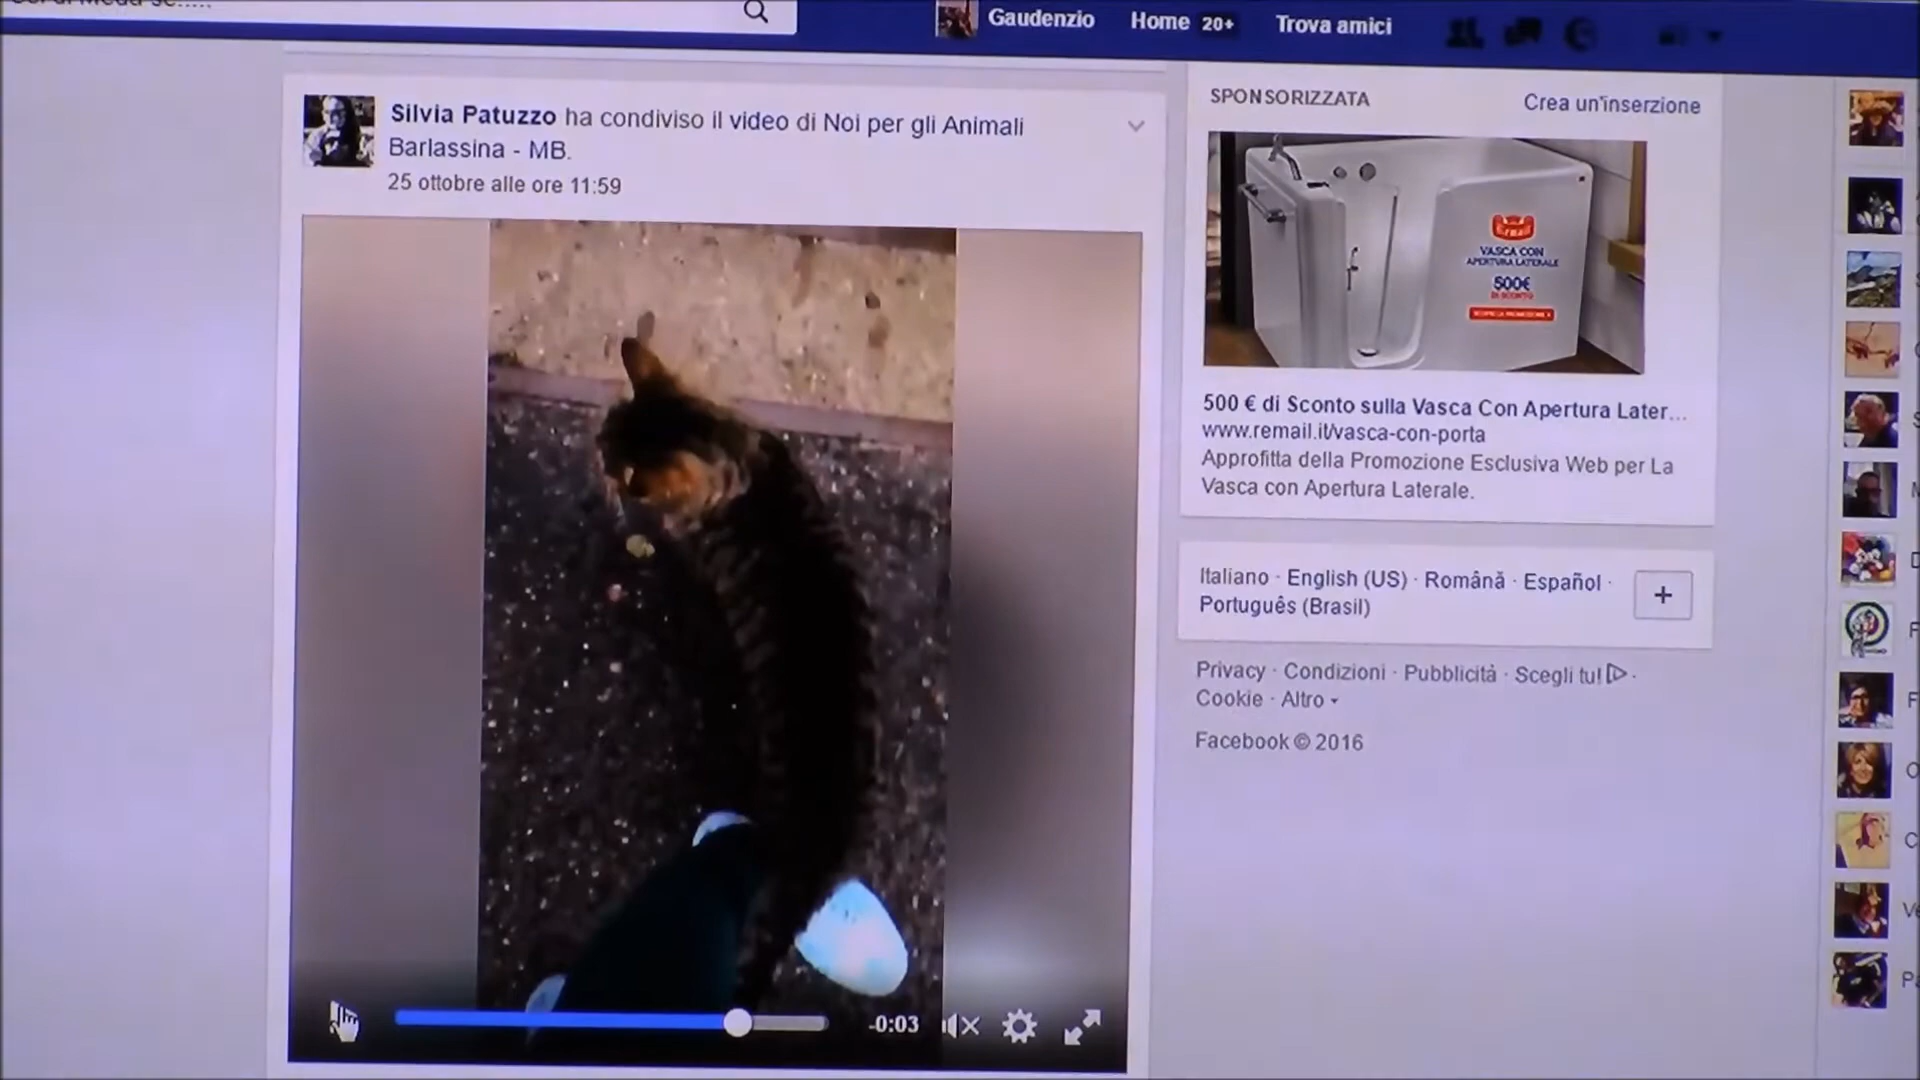 Gaudenzio
Home 20+
Trova amici
Silvia Patuzzo ha condiviso il video di Noi per gli Animali
Barlassina - MB.
25 ottobre alle ore 11:59
-0:03
SPONSORIZZATA
Crea un'inserzione
Remail
VASCA CON
APERTURA LATERALE
500€
DI SCONTO
500 € di Sconto sulla Vasca Con Apertura Later...
www.remail.it/vasca-con-porta
Approfitta della Promozione Esclusiva Web per La
Vasca con Apertura Laterale.
Italiano · English (US) · Română · Español ·
Português (Brasil)
+
Privacy · Condizioni · Pubblicità · Scegli tu! ·
Cookie · Altro
Facebook © 2016